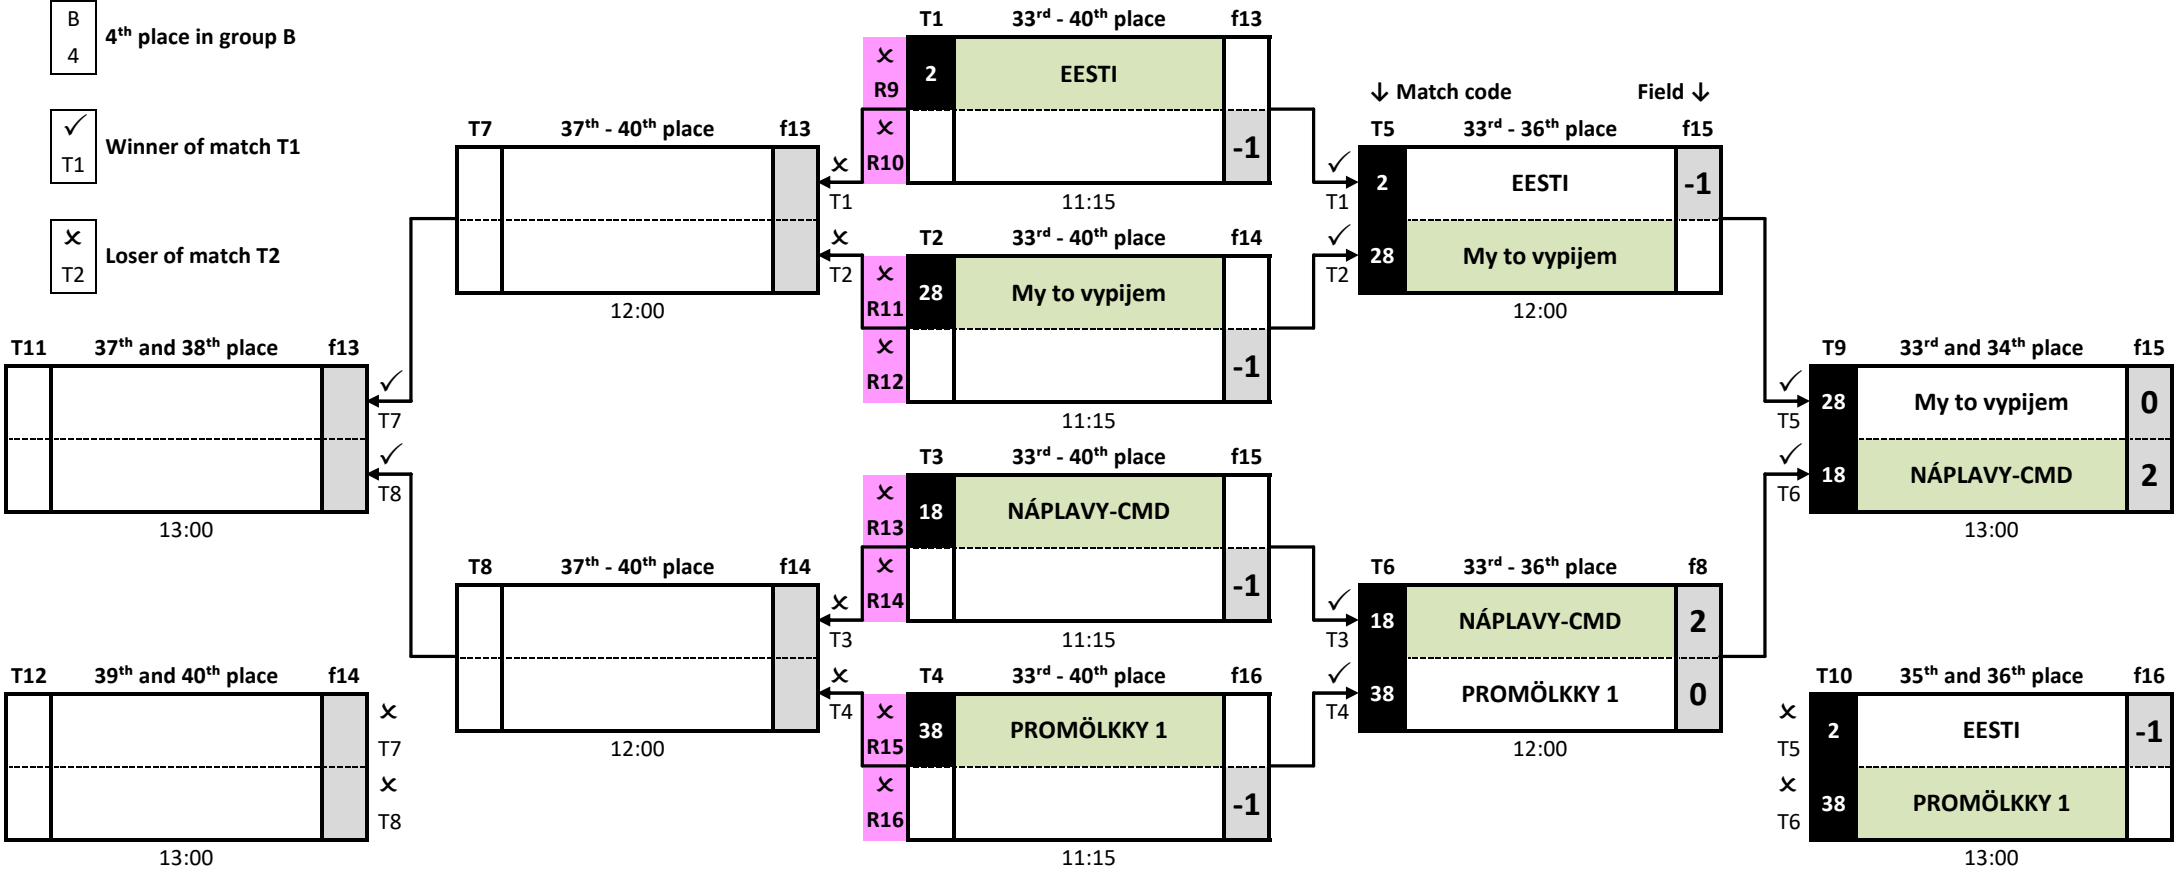 B
4
4th place in group B
✓
T1
Winner of match T1
✗
T2
Loser of match T2
T11 37th and 38th place f13
✓
T7
✓
T8
13:00
T12 39th and 40th place f14
✗
T7
✗
T8
13:00
T7 37th - 40th place f13
✗
T1
✗
T2
12:00
T8 37th - 40th place f14
✗
T3
✗
T4
12:00
T1 33rd - 40th place f13
✗
R9
2 EESTI
✗
R10
-1
11:15
T2 33rd - 40th place f14
✗
R11
28 My to vypijem
✗
R12
-1
11:15
T3 33rd - 40th place f15
✗
R13
18 NÁPLAVY-CMD
✗
R14
-1
11:15
T4 33rd - 40th place f16
✗
R15
38 PROMÖLKKY 1
✗
R16
-1
11:15
↓ Match code Field ↓
T5 33rd - 36th place f15
✓
T1
2 EESTI -1
✓
T2
28 My to vypijem
12:00
T6 33rd - 36th place f8
✓
T3
18 NÁPLAVY-CMD 2
✓
T4
38 PROMÖLKKY 1 0
12:00
T9 33rd and 34th place f15
✓
T5
28 My to vypijem 0
✓
T6
18 NÁPLAVY-CMD 2
13:00
T10 35th and 36th place f16
✗
T5
2 EESTI -1
✗
T6
38 PROMÖLKKY 1
13:00